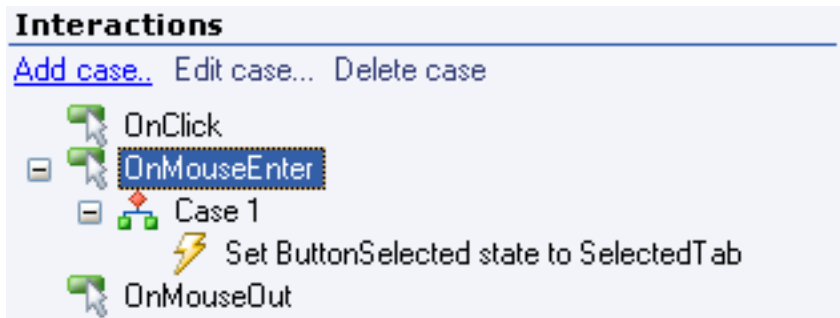 Interactions
Add case.. Edit case... Delete case
OnClick
OnMouseEnter
Case 1
Set ButtonSelected state to SelectedTab
OnMouseOut